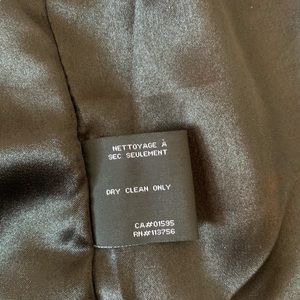 NETTOYAGE À
SEC SEULEMENT
DRY CLEAN ONLY
CA#01595
RN#113756